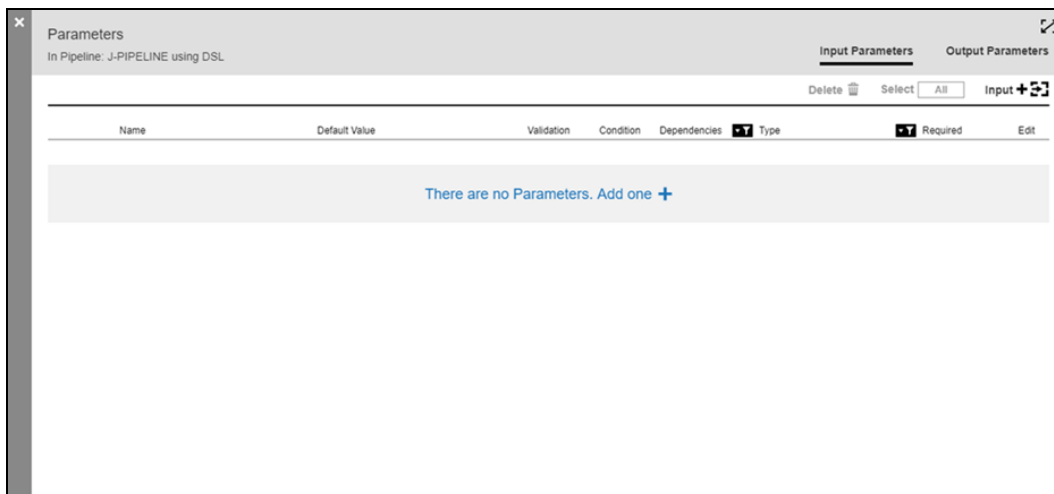 Parameters
In Pipeline: J-PIPELINE using DSL
Input Parameters Output Parameters
Delete Select All Input
Name Default Value Validation Condition Dependencies Type Required Edit
There are no Parameters. Add one +